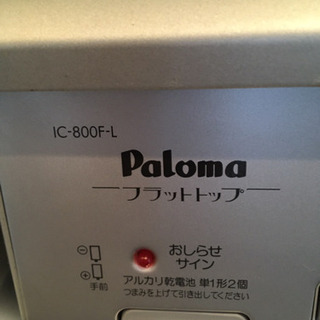 IC-800F-L
Paloma
フラットトップ
おしらせ
サイン
⊖
⊕
手前
アルカリ乾電池 単1形2個
つまみを上げて引き出してください